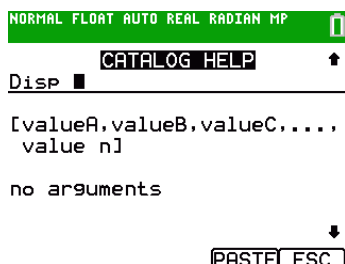 NORMAL FLOAT AUTO REAL RADIAN MP
CATALOG HELP
Disp
[valueA,valueB,valueC,...,
value n]
no arguments
PASTE ESC